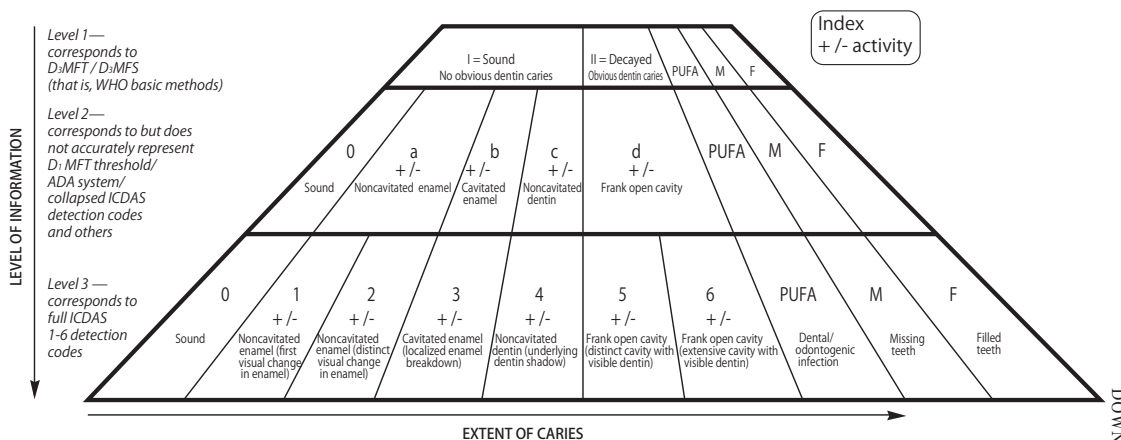 Level 1—
corresponds to
D₃MFT / D₃MFS
(that is, WHO basic methods)
Level 2—
corresponds to but does
not accurately represent
D₁ MFT threshold/
ADA system/
collapsed ICDAS
detection codes
and others
Level 3 —
corresponds to
full ICDAS
1-6 detection
codes
LEVEL OF INFORMATION
Index
+ /- activity
I = Sound
No obvious dentin caries
II = Decayed
Obvious dentin caries
PUFA
M
F
0
Sound
a
+ /-
Noncavitated enamel
b
+ /-
Cavitated
enamel
c
+ /-
Noncavitated
dentin
d
+ /-
Frank open cavity
PUFA
M
F
0
Sound
1
+ /-
Noncavitated
enamel (first
visual change
in enamel)
2
+ /-
Noncavitated
enamel (distinct
visual change
in enamel)
3
+ /-
Cavitated enamel
(localized enamel
breakdown)
4
+ /-
Noncavitated
dentin (underlying
dentin shadow)
5
+ /-
Frank open cavity
(distinct cavity with
visible dentin)
6
+ /-
Frank open cavity
(extensive cavity with
visible dentin)
PUFA
Dental/
odontogenic
infection
M
Missing
teeth
F
Filled
teeth
EXTENT OF CARIES
DOWN